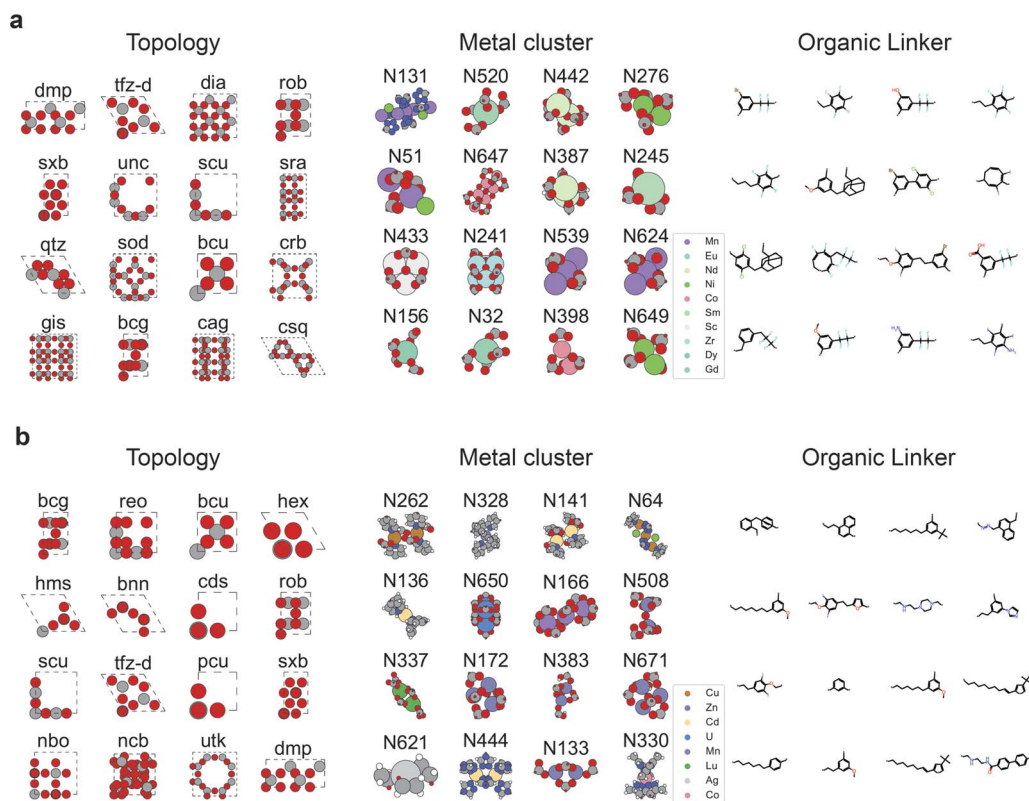 a
Topology Metal cluster Organic Linker
dmp tfz-d dia rob N131 N520 N442 N276
sxb unc scu sra N51 N647 N387 N245
qtz sod bcu crb N433 N241 N539 N624
gis bcg cag csq N156 N32 N398 N649
Mn
Eu
Nd
Ni
Co
Sm
Sc
Zr
Dy
Gd
b
Topology Metal cluster Organic Linker
bcg reo bcu hex N262 N328 N141 N64
hms bnn cds rob N136 N650 N166 N508
scu tfz-d pcu sxb N337 N172 N383 N671
nbo ncb utk dmp N621 N444 N133 N330
Cu
Zn
Cd
U
Mn
Lu
Ag
Co